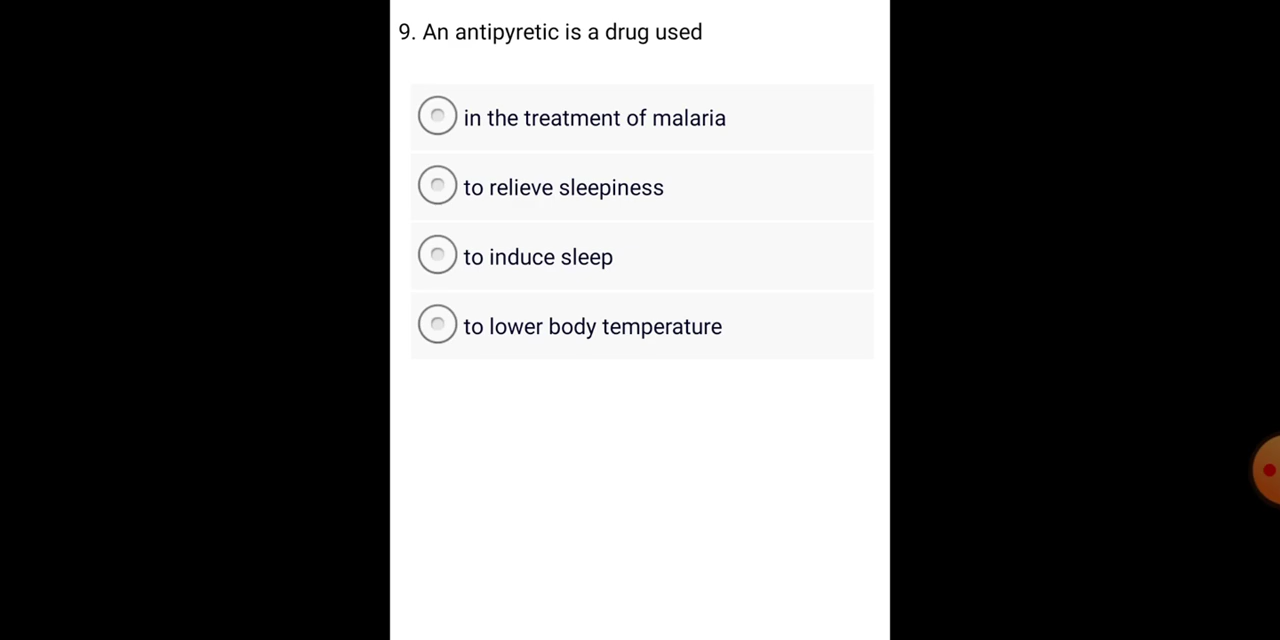 9. An antipyretic is a drug used
in the treatment of malaria
to relieve sleepiness
to induce sleep
to lower body temperature